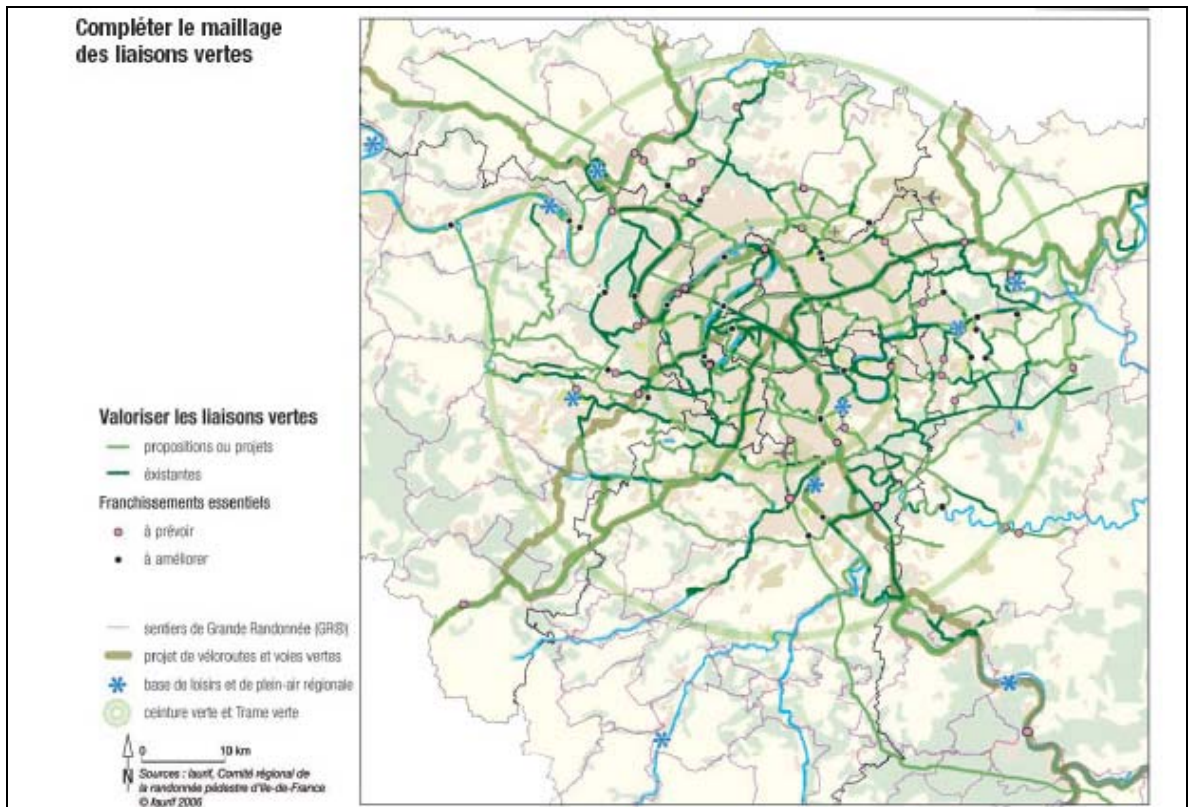 Compléter le maillage
des liaisons vertes
Valoriser les liaisons vertes
propositions ou projets
éxistantes
Franchissements essentiels
à prévoir
à améliorer
sentiers de Grande Randonnée (GR®)
projet de véloroutes et voies vertes
base de loisirs et de plein-air régionale
ceinture verte et Trame verte
0 10 km
N
Sources : Iaurif, Comité régional de
la randonnée pédestre d'Ile-de-France
© Iaurif 2006